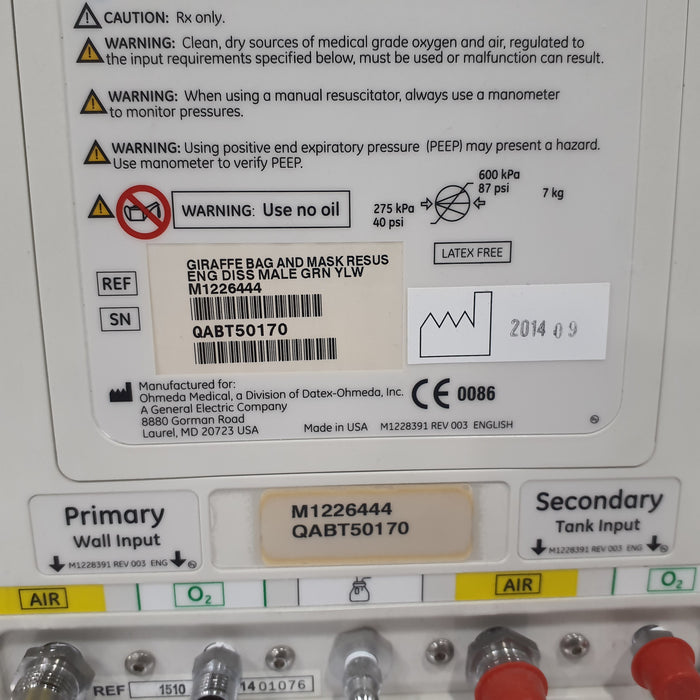 CAUTION: Rx only.
WARNING: Clean, dry sources of medical grade oxygen and air, regulated to
the input requirements specified below, must be used or malfunction can result.
WARNING: When using a manual resuscitator, always use a manometer
to monitor pressures.
WARNING: Using positive end expiratory pressure (PEEP) may present a hazard.
Use manometer to verify PEEP.
WARNING: Use no oil
275 kPa
40 psi
600 kPa
87 psi
7 kg
LATEX FREE
REF
SN
GIRAFFE BAG AND MASK RESUS
ENG DISS MALE GRN YLW
M1226444
QABT50170
2014 09
Manufactured for:
Ohmeda Medical, a Division of Datex-Ohmeda, Inc.
A General Electric Company
8880 Gorman Road
Laurel, MD 20723 USA
CE 0086
Made in USA M1228391 REV 003 ENGLISH
Primary
Wall Input
M1228391 REV 003 ENG
M1226444
QABT50170
Secondary
Tank Input
M1228391 REV 003 ENG
AIR
O2
AIR
O2
REF 1510 1401076